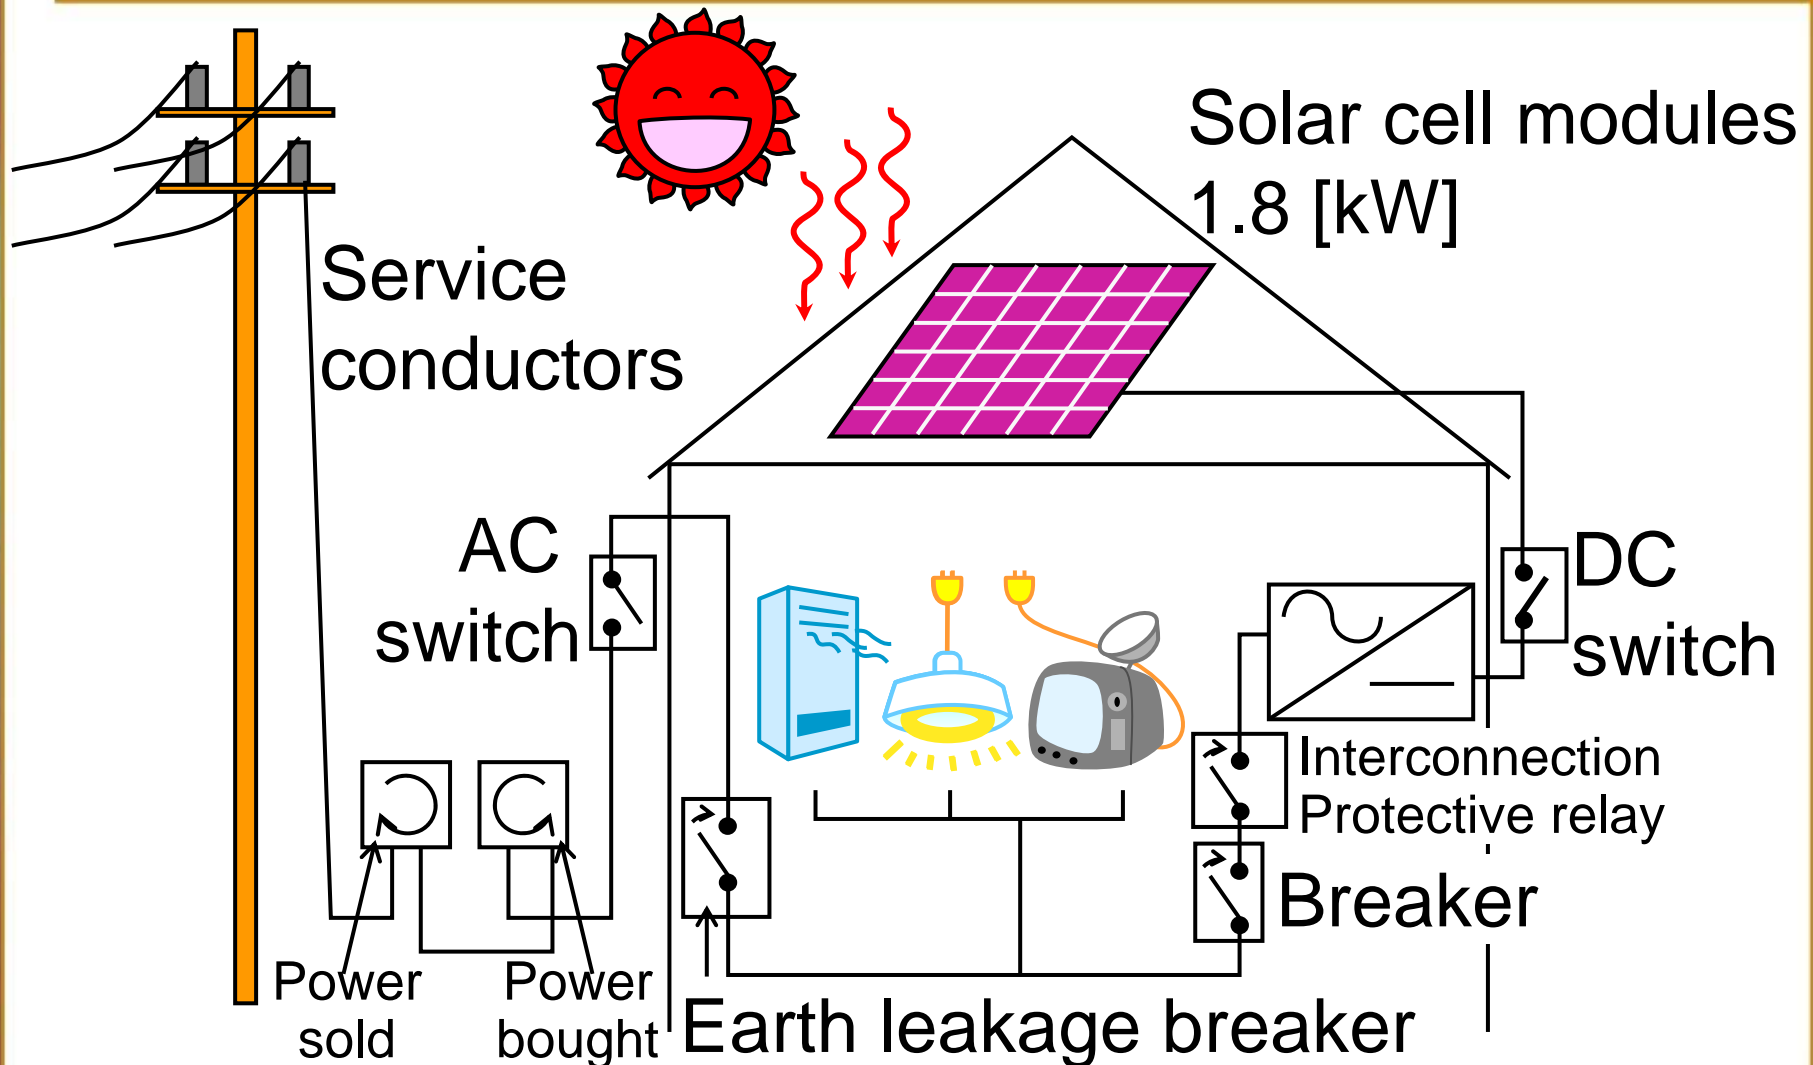 Solar cell modules
1.8 [kW]
Service
conductors
AC
switch
DC
switch
Interconnection
Protective relay
Breaker
Power
sold
Power
bought
Earth leakage breaker